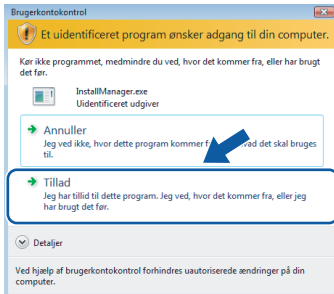 Brugerkontokontrol
Et uidentificeret program ønsker adgang til din computer.
Kør ikke programmet, medmindre du ved, hvor det kommer fra, eller har brugt
det før.
InstallManager.exe
Uidentificeret udgiver
Annuller
Jeg ved ikke, hvor dette program kommer f vad det skal bruges
til.
Tillad
Jeg har tillid til dette program. Jeg ved, hvor det kommer fra, eller jeg
har brugt det før.
Detaljer
Ved hjælp af brugerkontokontrol forhindres uautoriserede ændringer på din
computer.